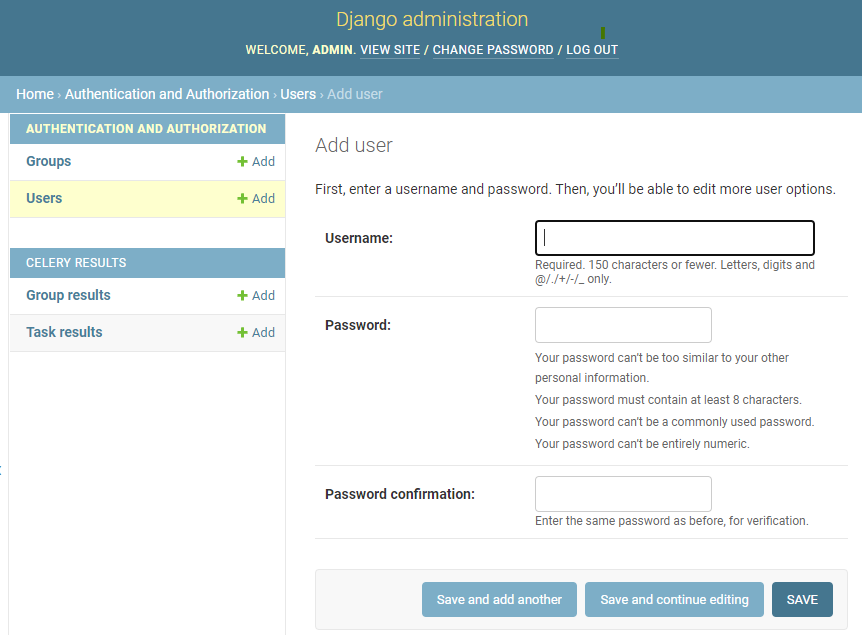 Django administration
WELCOME, ADMIN. VIEW SITE / CHANGE PASSWORD / LOG OUT
Home › Authentication and Authorization › Users › Add user
AUTHENTICATION AND AUTHORIZATION
Groups + Add
Users + Add
CELERY RESULTS
Group results + Add
Task results + Add
Add user
First, enter a username and password. Then, you’ll be able to edit more user options.
Username:
Required. 150 characters or fewer. Letters, digits and
@/./+/-/_ only.
Password:
Your password can’t be too similar to your other
personal information.
Your password must contain at least 8 characters.
Your password can’t be a commonly used password.
Your password can’t be entirely numeric.
Password confirmation:
Enter the same password as before, for verification.
Save and add another
Save and continue editing
SAVE